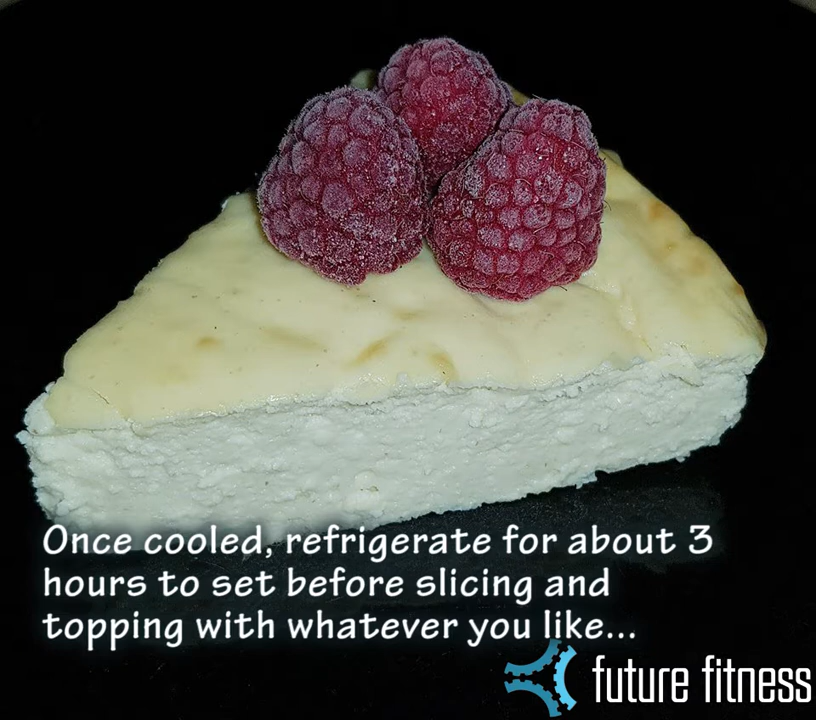 Once cooled, refrigerate for about 3
hours to set before slicing and
topping with whatever you like...
future fitness